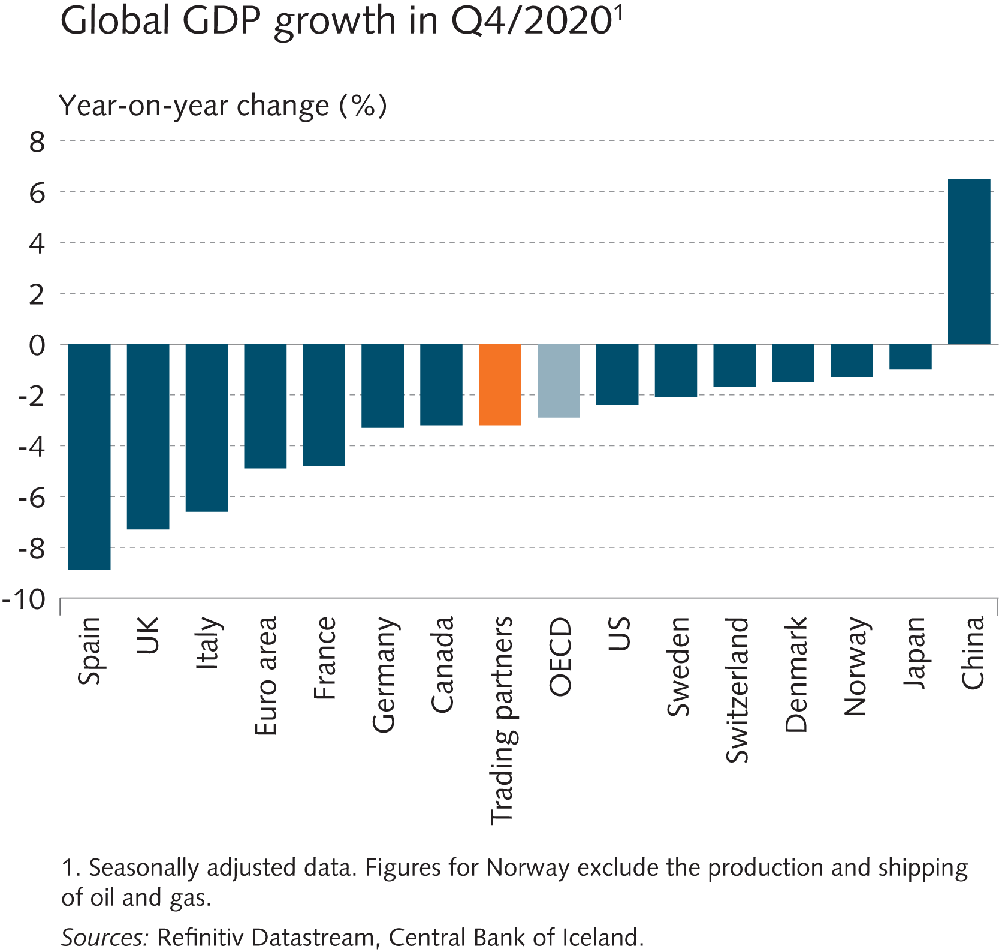 Global GDP growth in Q4/2020¹
Year-on-year change (%)
8
6
4
2
0
-2
-4
-6
-8
-10
Spain
UK
Italy
Euro area
France
Germany
Canada
Trading partners
OECD
US
Sweden
Switzerland
Denmark
Norway
Japan
China
1. Seasonally adjusted data. Figures for Norway exclude the production and shipping
of oil and gas.
Sources: Refinitiv Datastream, Central Bank of Iceland.